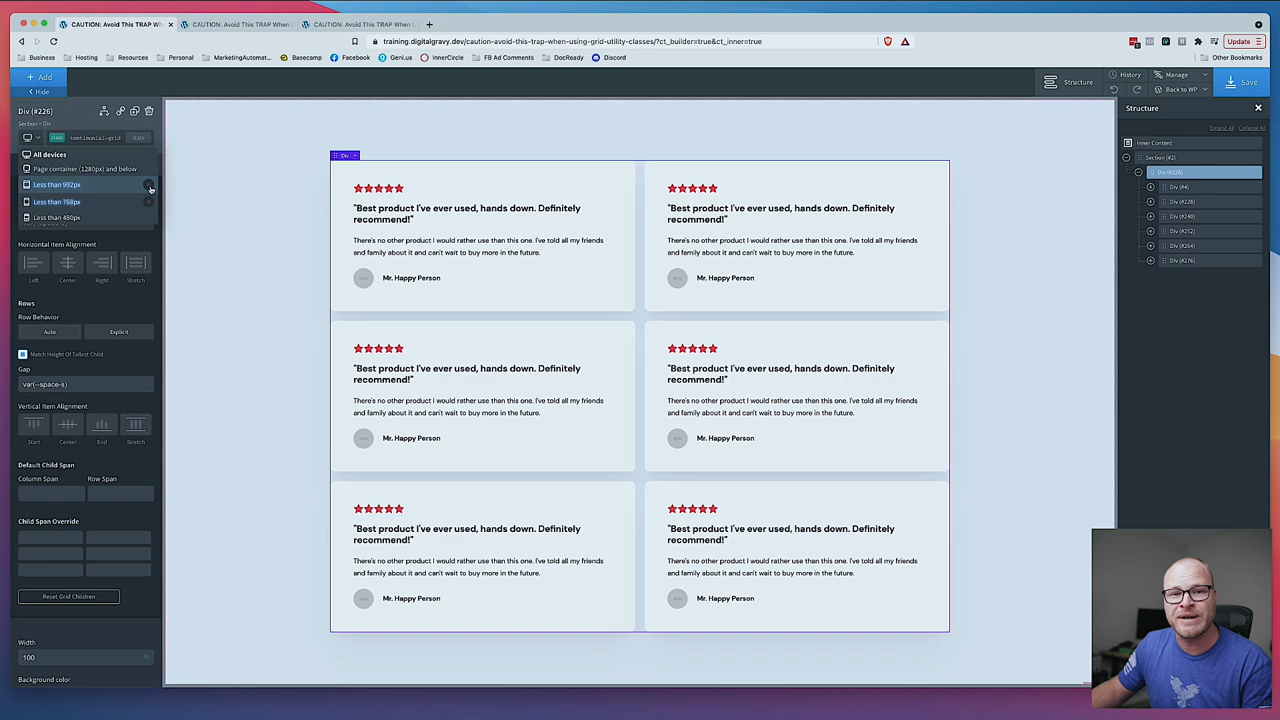 CAUTION: Avoid This TRAP Wh
CAUTION: Avoid This TRAP When U
CAUTION: Avoid This TRAP When U
training.digitalgravy.dev/caution-avoid-this-trap-when-using-grid-utility-classes/?ct_builder=true&ct_inner=true
Update
Business
Hosting
Resources
Personal
MarketingAutomat...
Basecamp
Facebook
Geni.us
InnerCircle
FB Ad Comments
DocReady
Discord
Other Bookmarks
Add
Hide
Structure
History
Manage
Back to WP
Save
Div (#226)
Section > Div
class
testimonial-grid
state
All devices
Page container (1280px) and below
Less than 992px
Less than 768px
Less than 480px
Horizontal Item Alignment
Left
Center
Right
Stretch
Rows
Row Behavior
Auto
Explicit
Match Height Of Tallest Child
Gap
var(--space-s)
Vertical Item Alignment
Start
Center
End
Stretch
Default Child Span
Column Span
Row Span
Child Span Override
Reset Grid Children
Width
100
%
Background color
Div
"Best product I've ever used, hands down. Definitely
recommend!"
There's no other product I would rather use than this one. I've told all my friends
and family about it and can't wait to buy more in the future.
Mr. Happy Person
"Best product I've ever used, hands down. Definitely
recommend!"
There's no other product I would rather use than this one. I've told all my friends
and family about it and can't wait to buy more in the future.
Mr. Happy Person
"Best product I've ever used, hands down. Definitely
recommend!"
There's no other product I would rather use than this one. I've told all my friends
and family about it and can't wait to buy more in the future.
Mr. Happy Person
"Best product I've ever used, hands down. Definitely
recommend!"
There's no other product I would rather use than this one. I've told all my friends
and family about it and can't wait to buy more in the future.
Mr. Happy Person
"Best product I've ever used, hands down. Definitely
recommend!"
There's no other product I would rather use than this one. I've told all my friends
and family about it and can't wait to buy more in the future.
Mr. Happy Person
"Best product I've ever used, hands down. Definitely
recommend!"
There's no other product I would rather use than this one. I've told all my friends
and family about it and can't wait to buy more in the future.
Mr. Happy Person
Structure
Expand All
Collapse All
Inner Content
Section (#2)
Div (#226)
Div (#4)
Div (#228)
Div (#240)
Div (#252)
Div (#264)
Div (#276)